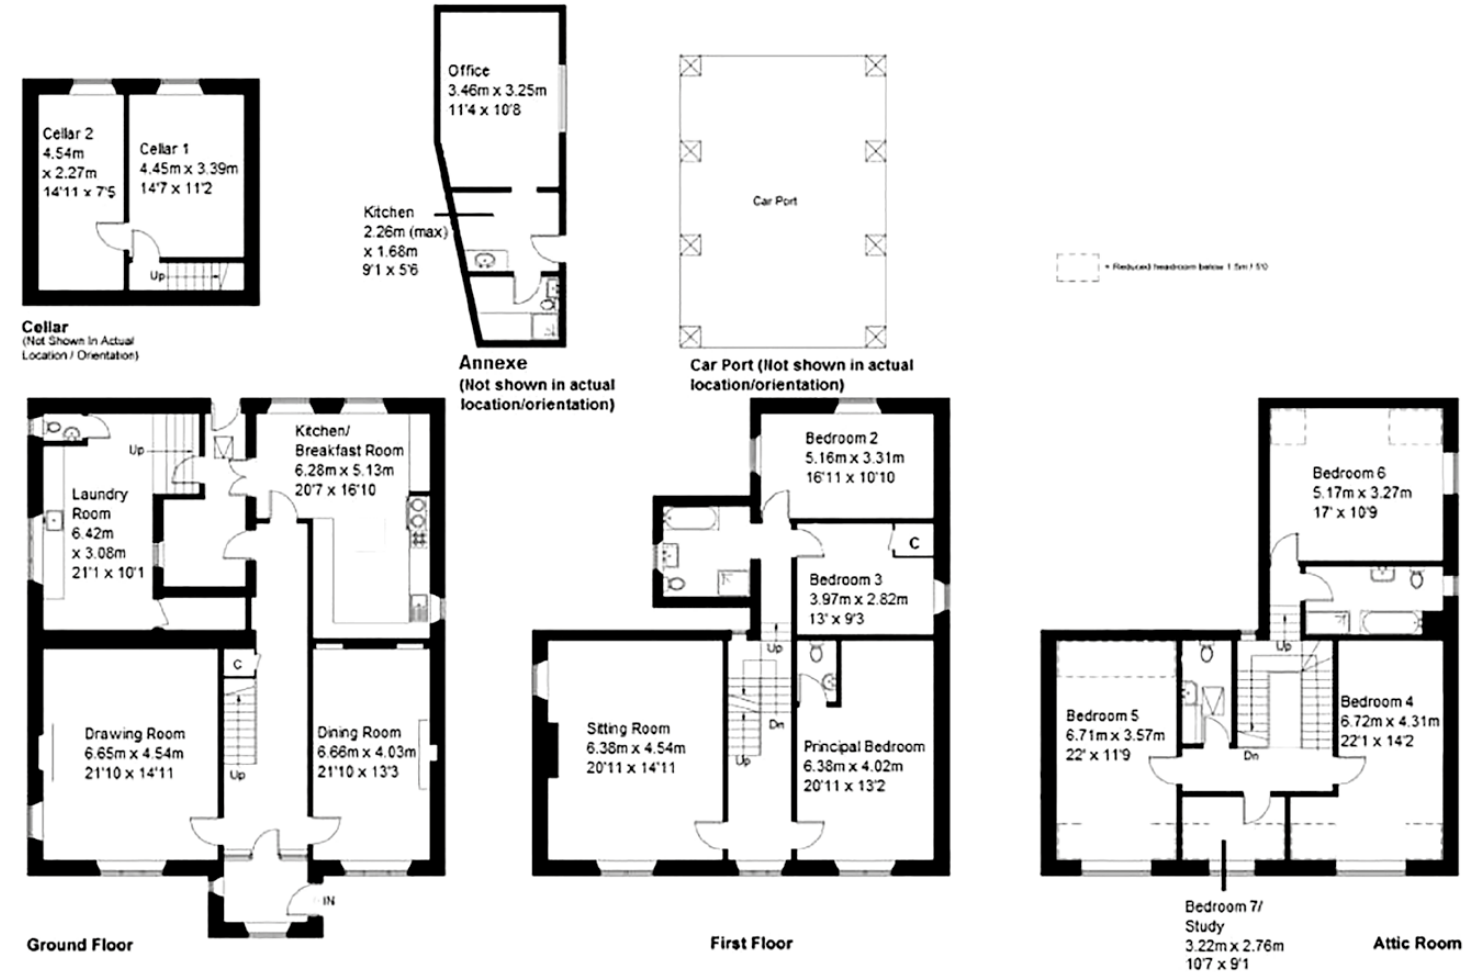 Cellar 2
4.54m
x 2.27m
14'11 x 7'5
Cellar 1
4.45m x 3.39m
14'7 x 11'2
Up
Cellar
(Not Shown In Actual
Location / Orientation)
Office
3.46m x 3.25m
11'4 x 10'8
Kitchen
2.26m (max)
x 1.68m
9'1 x 5'6
Annexe
(Not shown in actual
location/orientation)
Car Port
Car Port (Not shown in actual
location/orientation)
= Reduced headroom below 1.5m / 5'0
Up
Laundry
Room
6.42m
x 3.08m
21'1 x 10'1
Kitchen/
Breakfast Room
6.28m x 5.13m
20'7 x 16'10
C
Drawing Room
6.65m x 4.54m
21'10 x 14'11
Up
Dining Room
6.66m x 4.03m
21'10 x 13'3
IN
Ground Floor
Bedroom 2
5.16m x 3.31m
16'11 x 10'10
C
Bedroom 3
3.97m x 2.82m
13' x 9'3
Up
Sitting Room
6.38m x 4.54m
20'11 x 14'11
Dn
Up
Principal Bedroom
6.38m x 4.02m
20'11 x 13'2
First Floor
Bedroom 6
5.17m x 3.27m
17' x 10'9
Up
Bedroom 5
6.71m x 3.57m
22' x 11'9
Dn
Bedroom 4
6.72m x 4.31m
22'1 x 14'2
Bedroom 7/
Study
3.22m x 2.76m
10'7 x 9'1
Attic Room